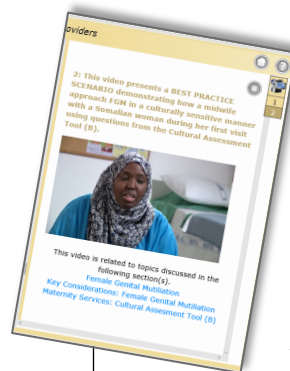 oviders
2: This video presents a BEST PRACTICE
SCENARIO demonstrating how a midwife
approach FGM in a culturally sensitive manner
with a Somalian woman during her first visit
using questions from the Cultural Assessment
Tool (B).
1
2
This video is related to topics discussed in the
following section(s).
Female Genital Mutiliation
Key Considerations: Female Genital Mutiliation
Maternity Services: Cultural Assesment Tool (B)